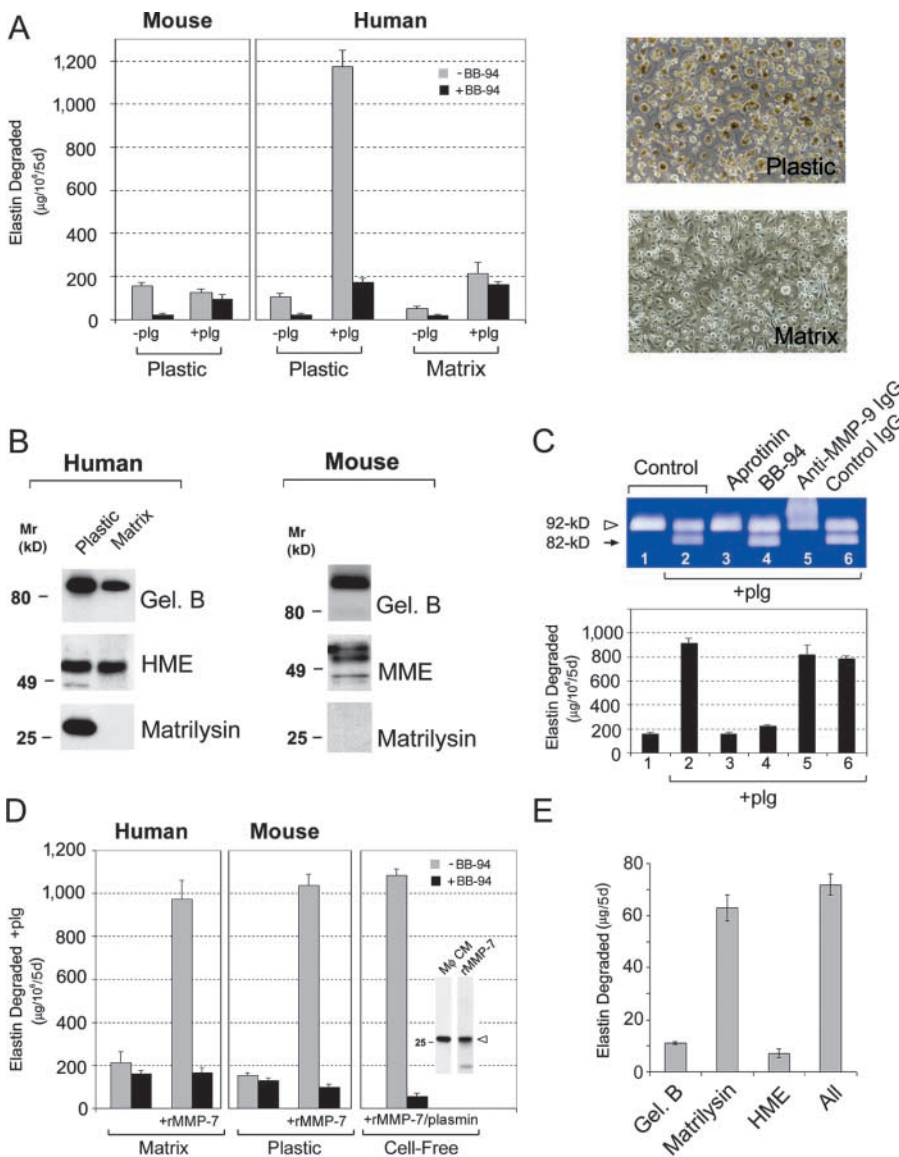 A
Mouse
Human
1,200
1,000
800
600
400
200
0
Elastin Degraded
(µg/10⁶/5d)
-BB-94
+BB-94
-plg
+plg
-plg
+plg
-plg
+plg
Plastic
Plastic
Matrix
Plastic
Matrix
B
Human
Mouse
Mr
(kD)
Plastic
Matrix
80
Gel. B
49
HME
25
Matrilysin
Mr
(kD)
80
Gel. B
49
MME
25
Matrilysin
C
Control
Aprotinin
BB-94
Anti-MMP-9 IgG
Control IgG
92-kD
82-kD
1 2 3 4 5 6
+plg
Elastin Degraded
(µg/10⁶/5d)
1,000
800
600
400
200
0
1 2 3 4 5 6
+plg
D
Human
Mouse
Elastin Degraded +plg
(µg/10⁶/5d)
1,200
1,000
800
600
400
200
0
-BB-94
+BB-94
Mϕ CM
rMMP-7
25
+rMMP-7
+rMMP-7
+rMMP-7/plasmin
Matrix
Plastic
Cell-Free
E
Elastin Degraded (µg/5d)
80
60
40
20
0
Gel. B
Matrilysin
HME
All